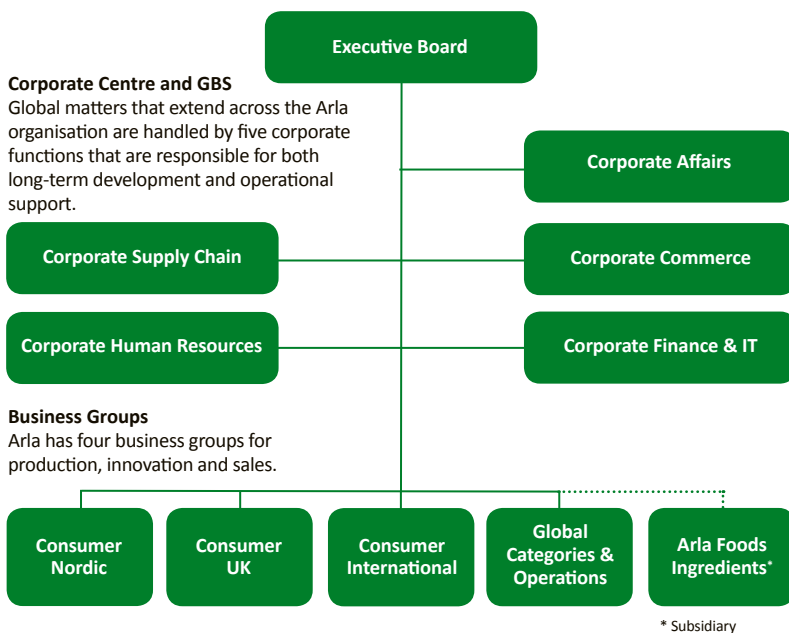 Executive Board
Corporate Centre and GBS
Global matters that extend across the Arla
organisation are handled by five corporate
functions that are responsible for both
long-term development and operational
support.
Corporate Affairs
Corporate Supply Chain
Corporate Commerce
Corporate Human Resources
Corporate Finance & IT
Business Groups
Arla has four business groups for
production, innovation and sales.
Consumer
Nordic
Consumer
UK
Consumer
International
Global
Categories &
Operations
Arla Foods
Ingredients*
* Subsidiary